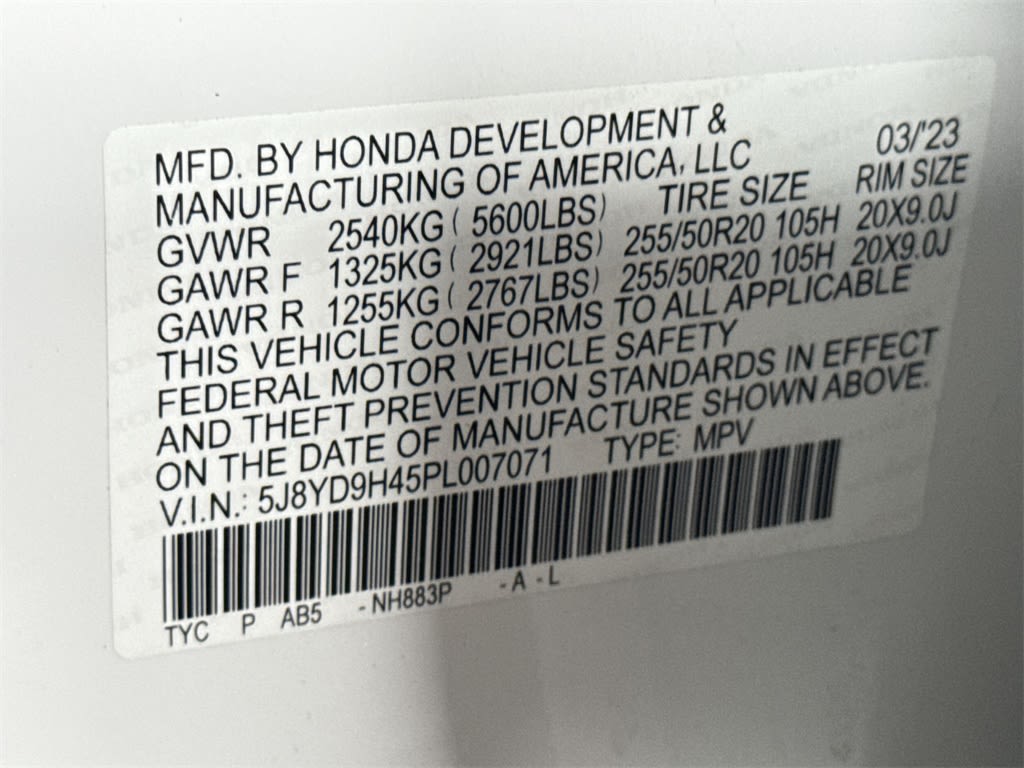 MFD. BY HONDA DEVELOPMENT &
MANUFACTURING OF AMERICA, LLC 03/'23
GVWR 2540KG ( 5600LBS) TIRE SIZE RIM SIZE
GAWR F 1325KG ( 2921LBS) 255/50R20 105H 20X9.0J
GAWR R 1255KG ( 2767LBS) 255/50R20 105H 20X9.0J
THIS VEHICLE CONFORMS TO ALL APPLICABLE
FEDERAL MOTOR VEHICLE SAFETY
AND THEFT PREVENTION STANDARDS IN EFFECT
ON THE DATE OF MANUFACTURE SHOWN ABOVE.
V.I.N.: 5J8YD9H45PL007071 TYPE: MPV
TYC P AB5 -NH883P -A -L